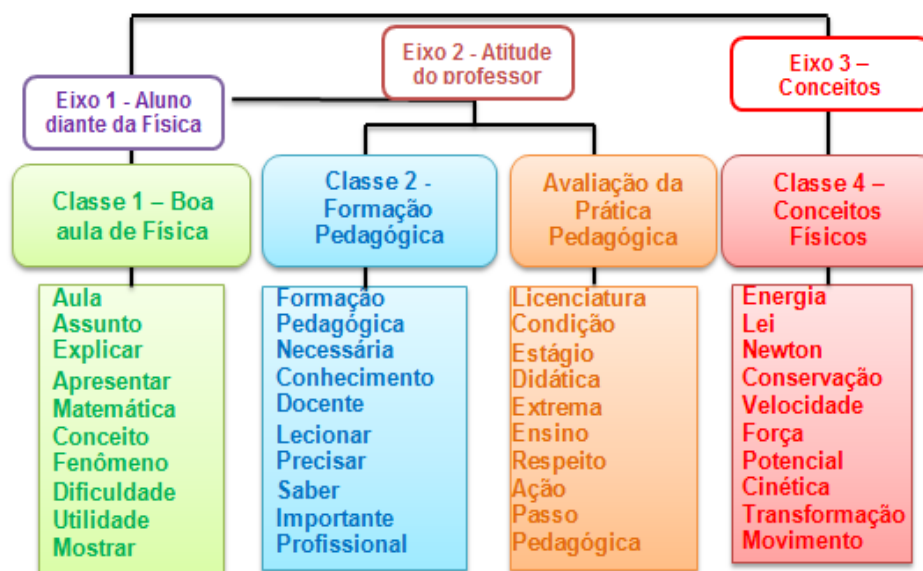 Eixo 1 - Aluno
diante da Física
Eixo 2 - Atitude
do professor
Eixo 3 –
Conceitos
Classe 1 – Boa
aula de Física
Classe 2 -
Formação
Pedagógica
Avaliação da
Prática
Pedagógica
Classe 4 –
Conceitos
Físicos
Aula
Assunto
Explicar
Apresentar
Matemática
Conceito
Fenômeno
Dificuldade
Utilidade
Mostrar
Formação
Pedagógica
Necessária
Conhecimento
Docente
Lecionar
Precisar
Saber
Importante
Profissional
Licenciatura
Condição
Estágio
Didática
Extrema
Ensino
Respeito
Ação
Passo
Pedagógica
Energia
Lei
Newton
Conservação
Velocidade
Força
Potencial
Cinética
Transformação
Movimento